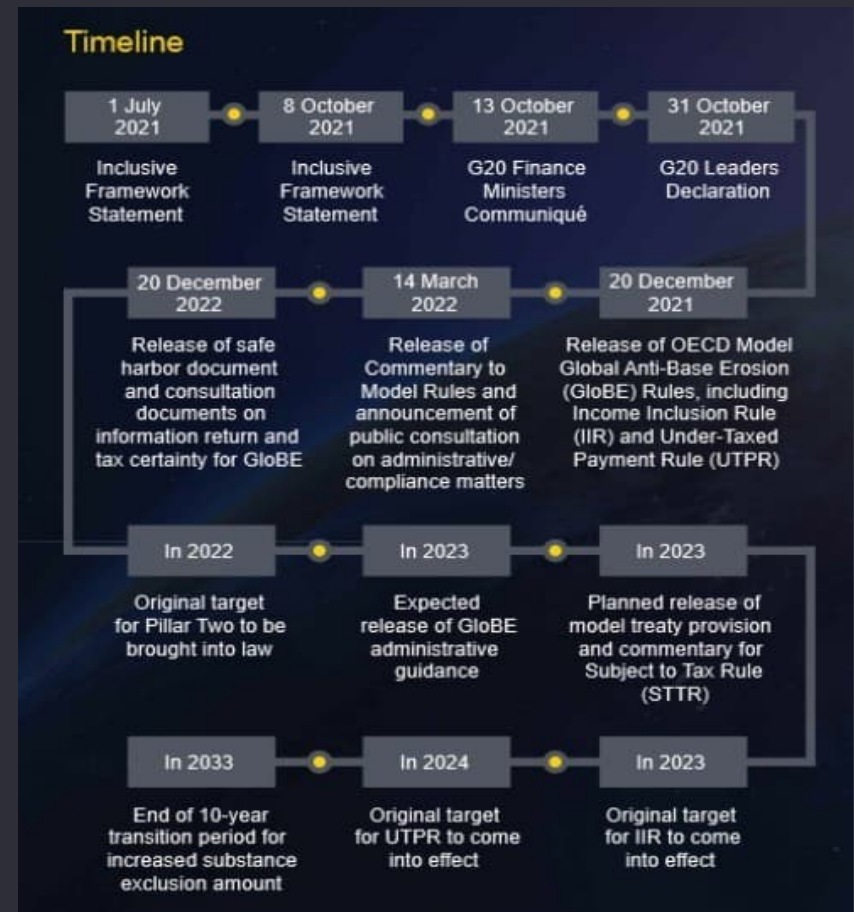 Timeline
1 July
2021
Inclusive
Framework
Statement
8 October
2021
Inclusive
Framework
Statement
13 October
2021
G20 Finance
Ministers
Communiqué
31 October
2021
G20 Leaders
Declaration
20 December
2022
Release of safe
harbor document
and consultation
documents on
information return and
tax certainty for GloBE
14 March
2022
Release of
Commentary to
Model Rules and
announcement of
public consultation
on administrative/
compliance matters
20 December
2021
Release of OECD Model
Global Anti-Base Erosion
(GloBE) Rules, including
Income Inclusion Rule
(IIR) and Under-Taxed
Payment Rule (UTPR)
In 2022
Original target
for Pillar Two to be
brought into law
In 2023
Expected
release of GloBE
administrative
guidance
In 2023
Planned release of
model treaty provision
and commentary for
Subject to Tax Rule
(STTR)
In 2033
End of 10-year
transition period for
increased substance
exclusion amount
In 2024
Original target
for UTPR to come
into effect
In 2023
Original target
for IIR to come
into effect